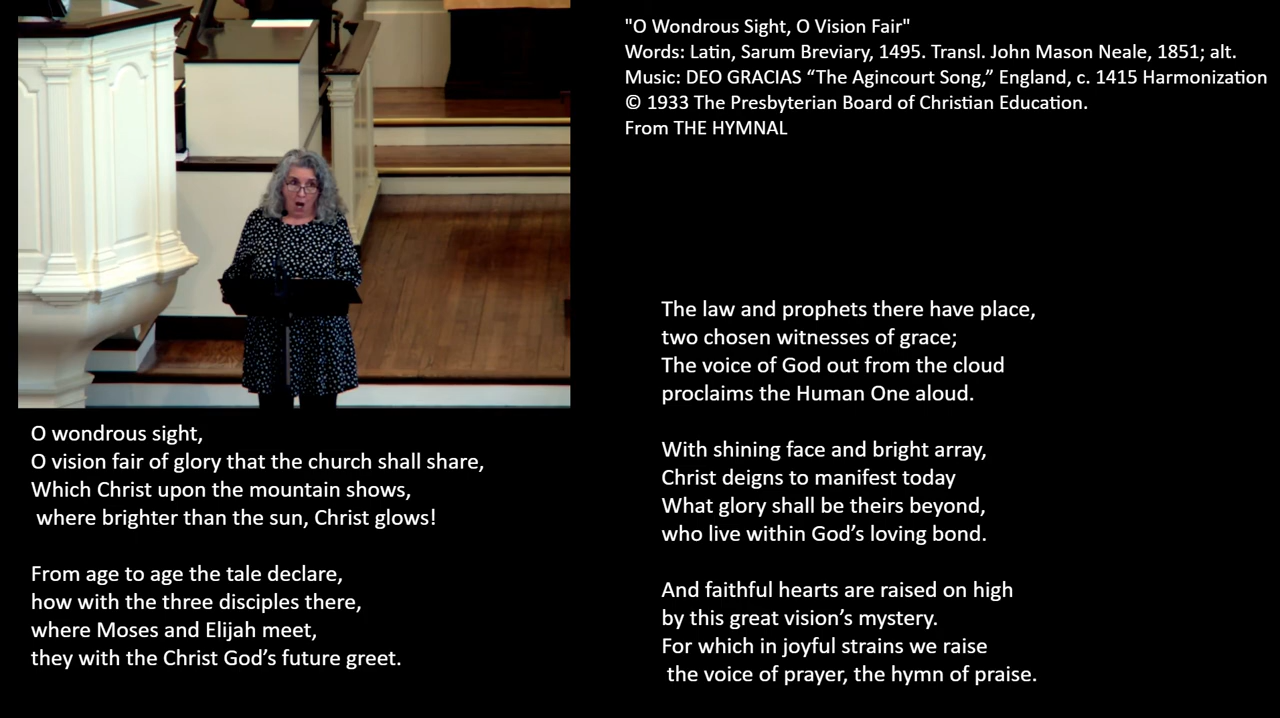 "O Wondrous Sight, O Vision Fair"
Words: Latin, Sarum Breviary, 1495. Transl. John Mason Neale, 1851; alt.
Music: DEO GRACIAS “The Agincourt Song,” England, c. 1415 Harmonization
© 1933 The Presbyterian Board of Christian Education.
From THE HYMNAL
O wondrous sight,
O vision fair of glory that the church shall share,
Which Christ upon the mountain shows,
where brighter than the sun, Christ glows!
From age to age the tale declare,
how with the three disciples there,
where Moses and Elijah meet,
they with the Christ God’s future greet.
The law and prophets there have place,
two chosen witnesses of grace;
The voice of God out from the cloud
proclaims the Human One aloud.
With shining face and bright array,
Christ deigns to manifest today
What glory shall be theirs beyond,
who live within God’s loving bond.
And faithful hearts are raised on high
by this great vision’s mystery.
For which in joyful strains we raise
the voice of prayer, the hymn of praise.